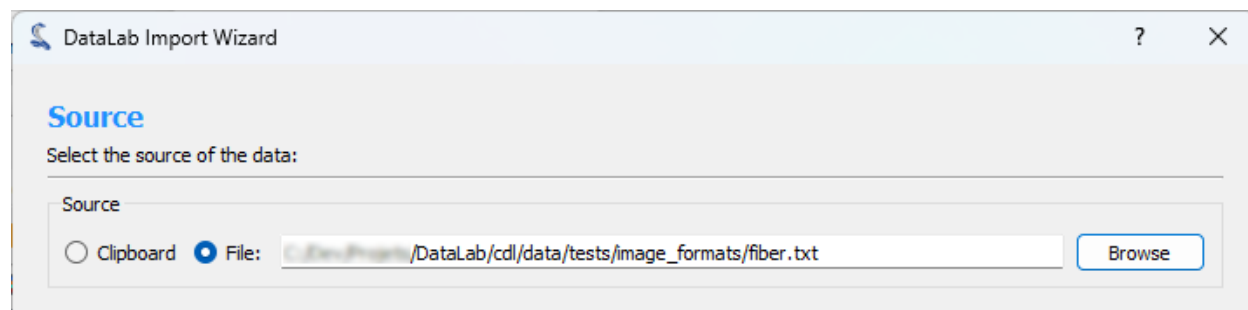 DataLab Import Wizard ? ×
Source
Select the source of the data:
Source
Clipboard File: /DataLab/cdl/data/tests/image_formats/fiber.txt Browse